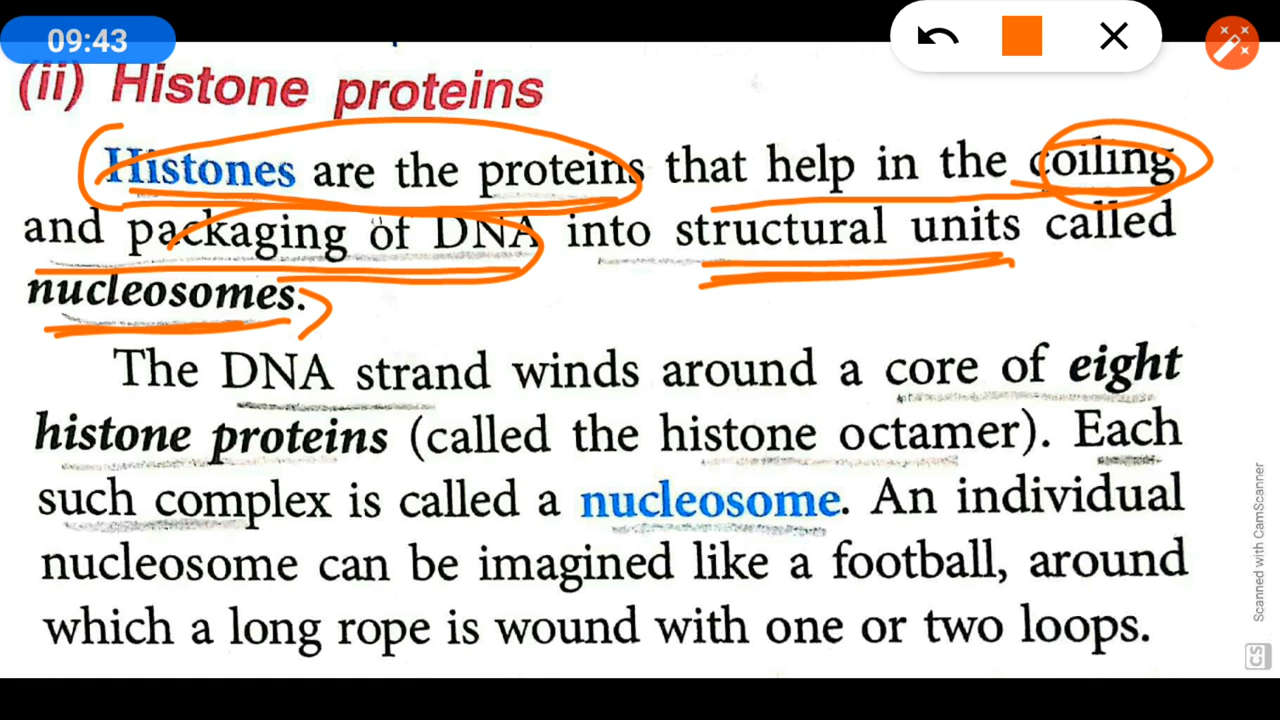 09:43
(ii) Histone proteins
Histones are the proteins that help in the coiling
and packaging of DNA into structural units called
nucleosomes.
The DNA strand winds around a core of eight
histone proteins (called the histone octamer). Each
such complex is called a nucleosome. An individual
nucleosome can be imagined like a football, around
which a long rope is wound with one or two loops.
Scanned with CamScanner
CS